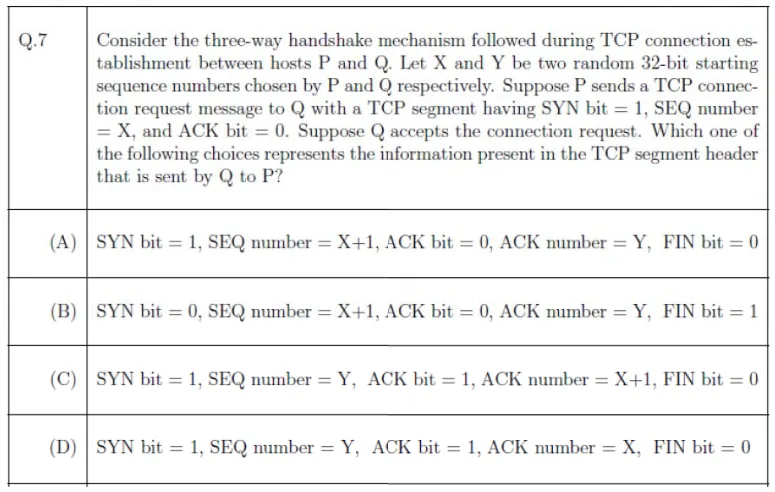 Q.7 Consider the three-way handshake mechanism followed during TCP connection es-
tablishment between hosts P and Q. Let X and Y be two random 32-bit starting
sequence numbers chosen by P and Q respectively. Suppose P sends a TCP connec-
tion request message to Q with a TCP segment having SYN bit = 1, SEQ number
= X, and ACK bit = 0. Suppose Q accepts the connection request. Which one of
the following choices represents the information present in the TCP segment header
that is sent by Q to P?
(A) SYN bit = 1, SEQ number = X+1, ACK bit = 0, ACK number = Y, FIN bit = 0
(B) SYN bit = 0, SEQ number = X+1, ACK bit = 0, ACK number = Y, FIN bit = 1
(C) SYN bit = 1, SEQ number = Y, ACK bit = 1, ACK number = X+1, FIN bit = 0
(D) SYN bit = 1, SEQ number = Y, ACK bit = 1, ACK number = X, FIN bit = 0